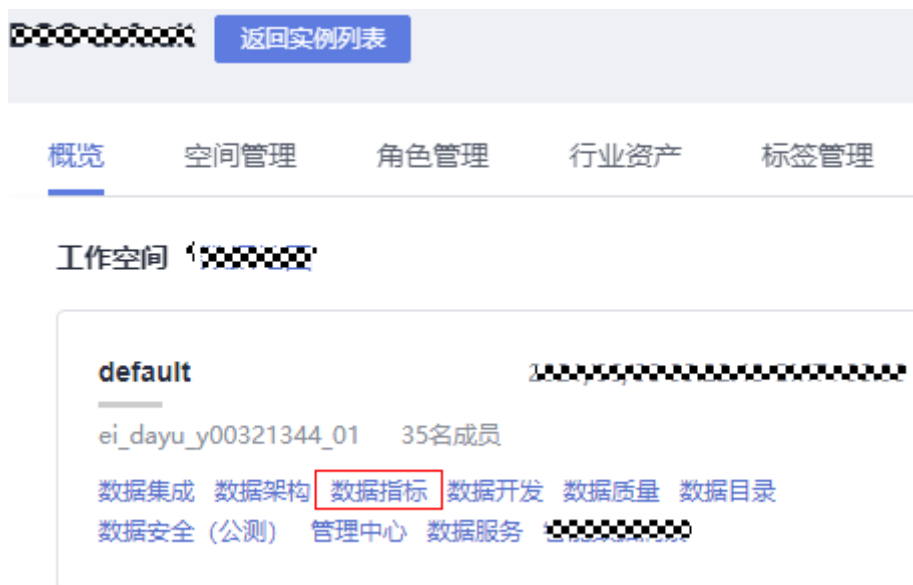 返回实例列表
概览 空间管理 角色管理 行业资产 标签管理
工作空间
default
ei_dayu_y00321344_01 35名成员
数据集成 数据架构 数据指标 数据开发 数据质量 数据目录
数据安全 (公测) 管理中心 数据服务